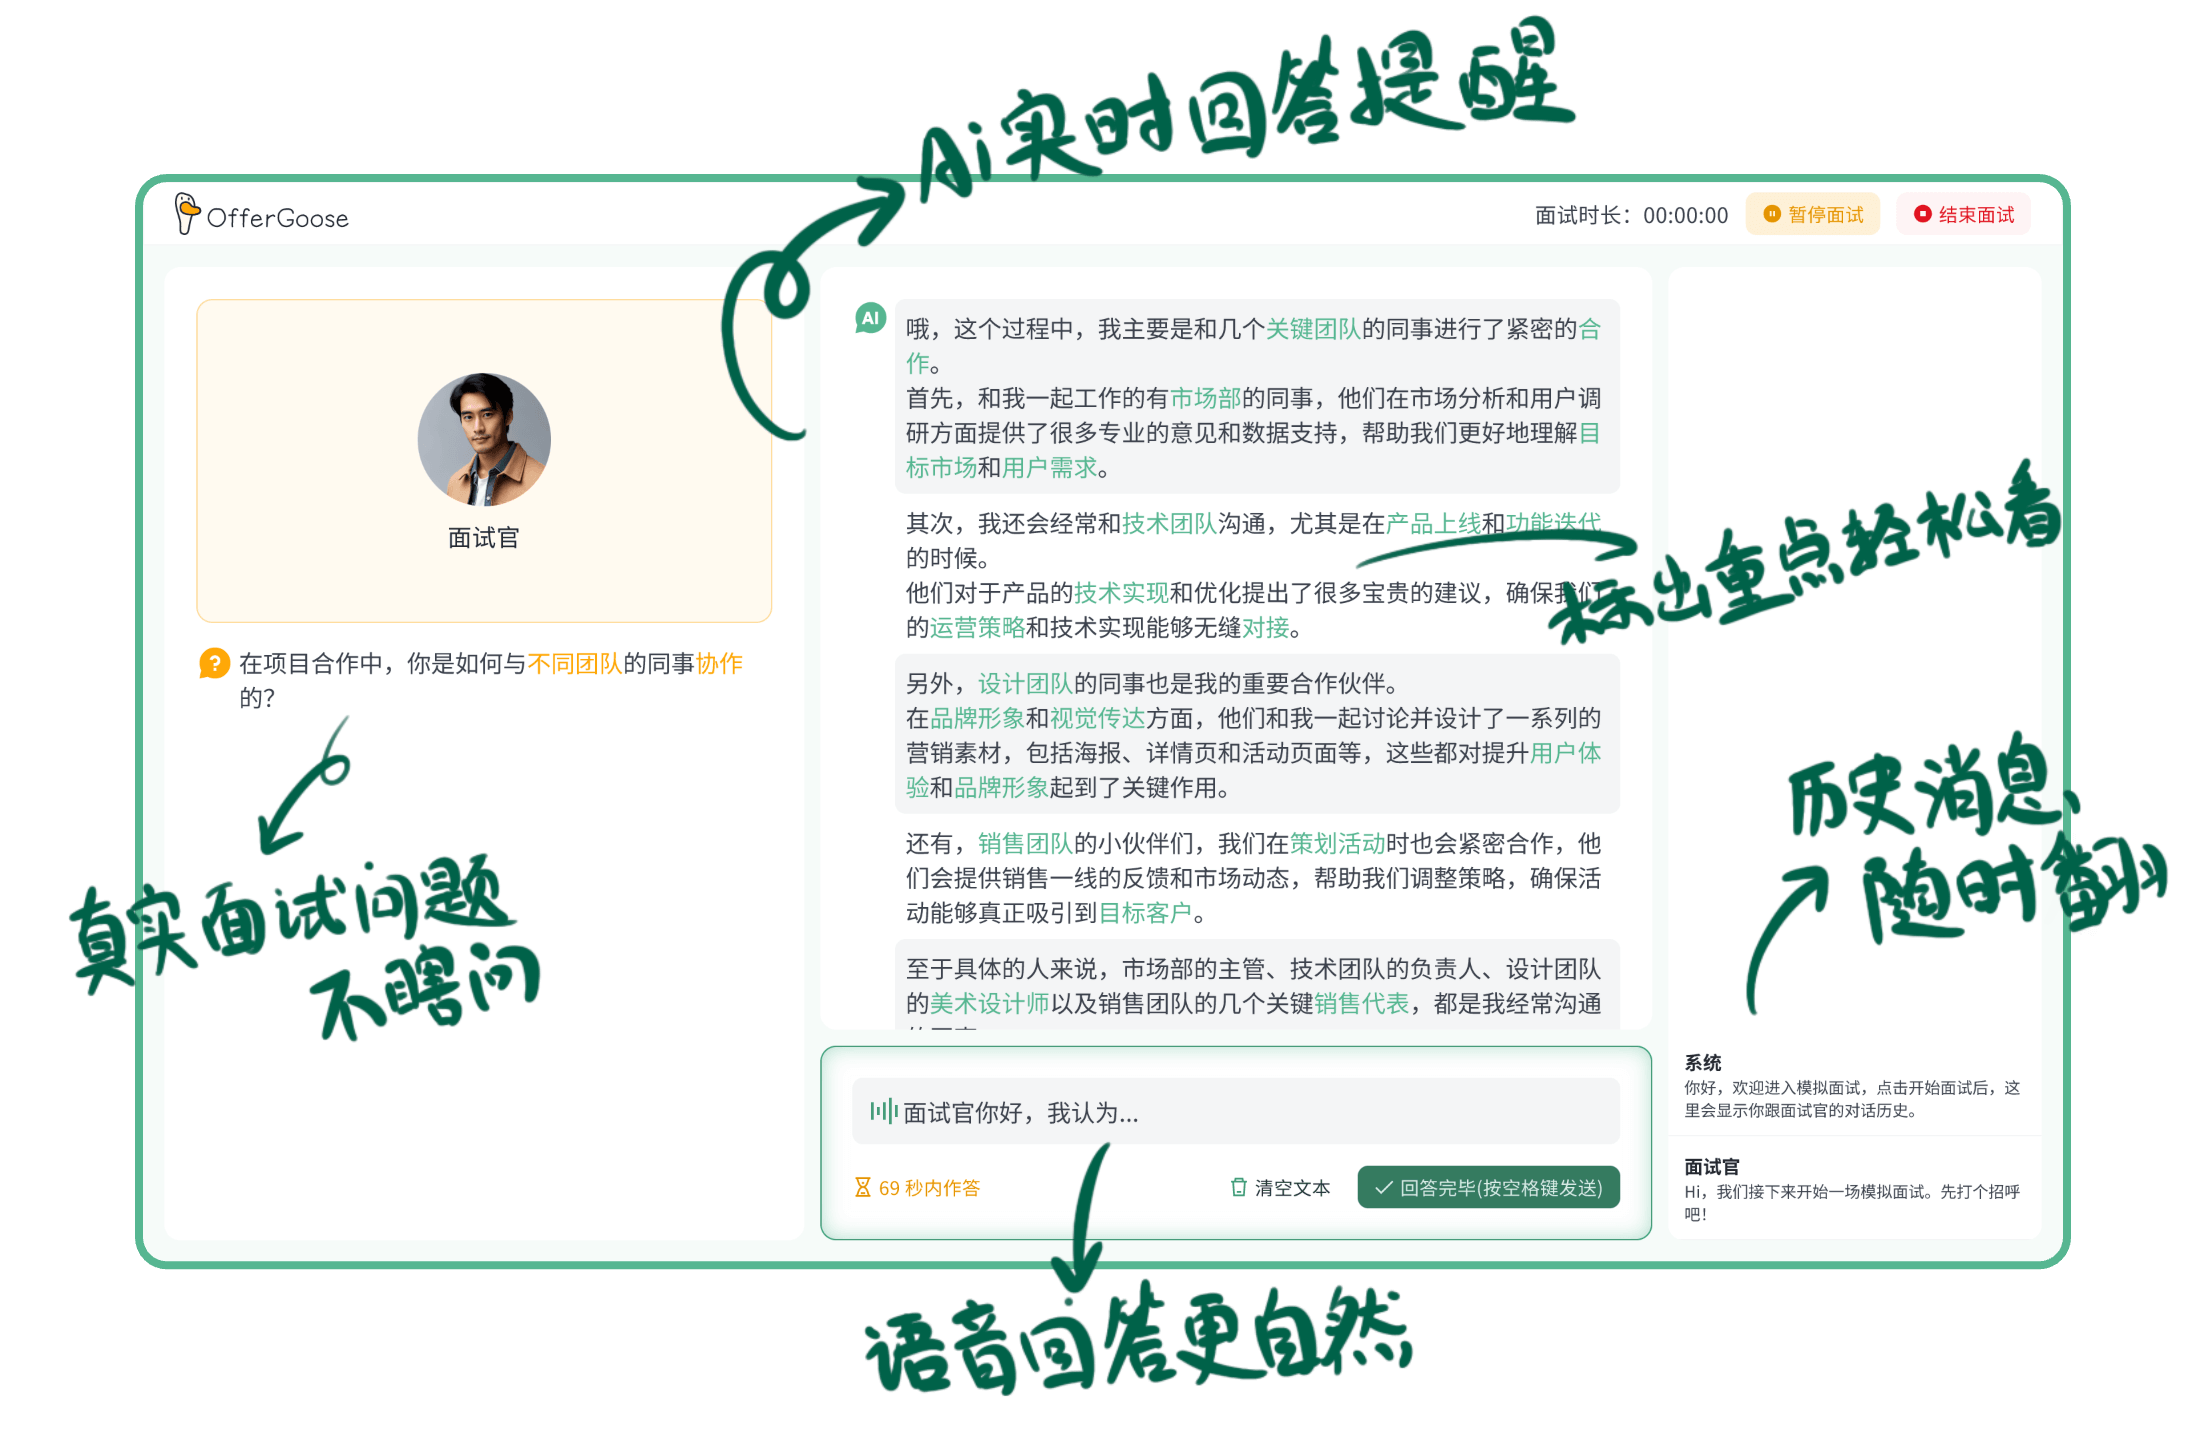 Ai实时回答提醒
OfferGoose
面试时长：00:00:00
暂停面试
结束面试
面试官
在项目合作中，你是如何与不同团队的同事协作
的？
真实面试问题
不瞎问
AI
哦，这个过程中，我主要是和几个关键团队的同事进行了紧密的合
作。
首先，和我一起工作的有市场部的同事，他们在市场分析和用户调
研方面提供了很多专业的意见和数据支持，帮助我们更好地理解目
标市场和用户需求。
其次，我还会经常和技术团队沟通，尤其是在产品上线和功能迭代
的时候。
他们对于产品的技术实现和优化提出了很多宝贵的建议，确保我们
的运营策略和技术实现能够无缝对接。
另外，设计团队的同事也是我的重要合作伙伴。
在品牌形象和视觉传达方面，他们和我一起讨论并设计了一系列的
营销素材，包括海报、详情页和活动页面等，这些都对提升用户体
验和品牌形象起到了关键作用。
还有，销售团队的小伙伴们，我们在策划活动时也会紧密合作，他
们会提供销售一线的反馈和市场动态，帮助我们调整策略，确保活
动能够真正吸引到目标客户。
至于具体的人来说，市场部的主管、技术团队的负责人、设计团队
的美术设计师以及销售团队的几个关键销售代表，都是我经常沟通
标出重点轻松看
面试官你好，我认为...
69 秒内作答
清空文本
回答完毕(按空格键发送)
语音回答更自然
历史消息、
随时翻
系统
你好，欢迎进入模拟面试，点击开始面试后，这
里会显示你跟面试官的对话历史。
面试官
Hi，我们接下来开始一场模拟面试。先打个招呼
吧！